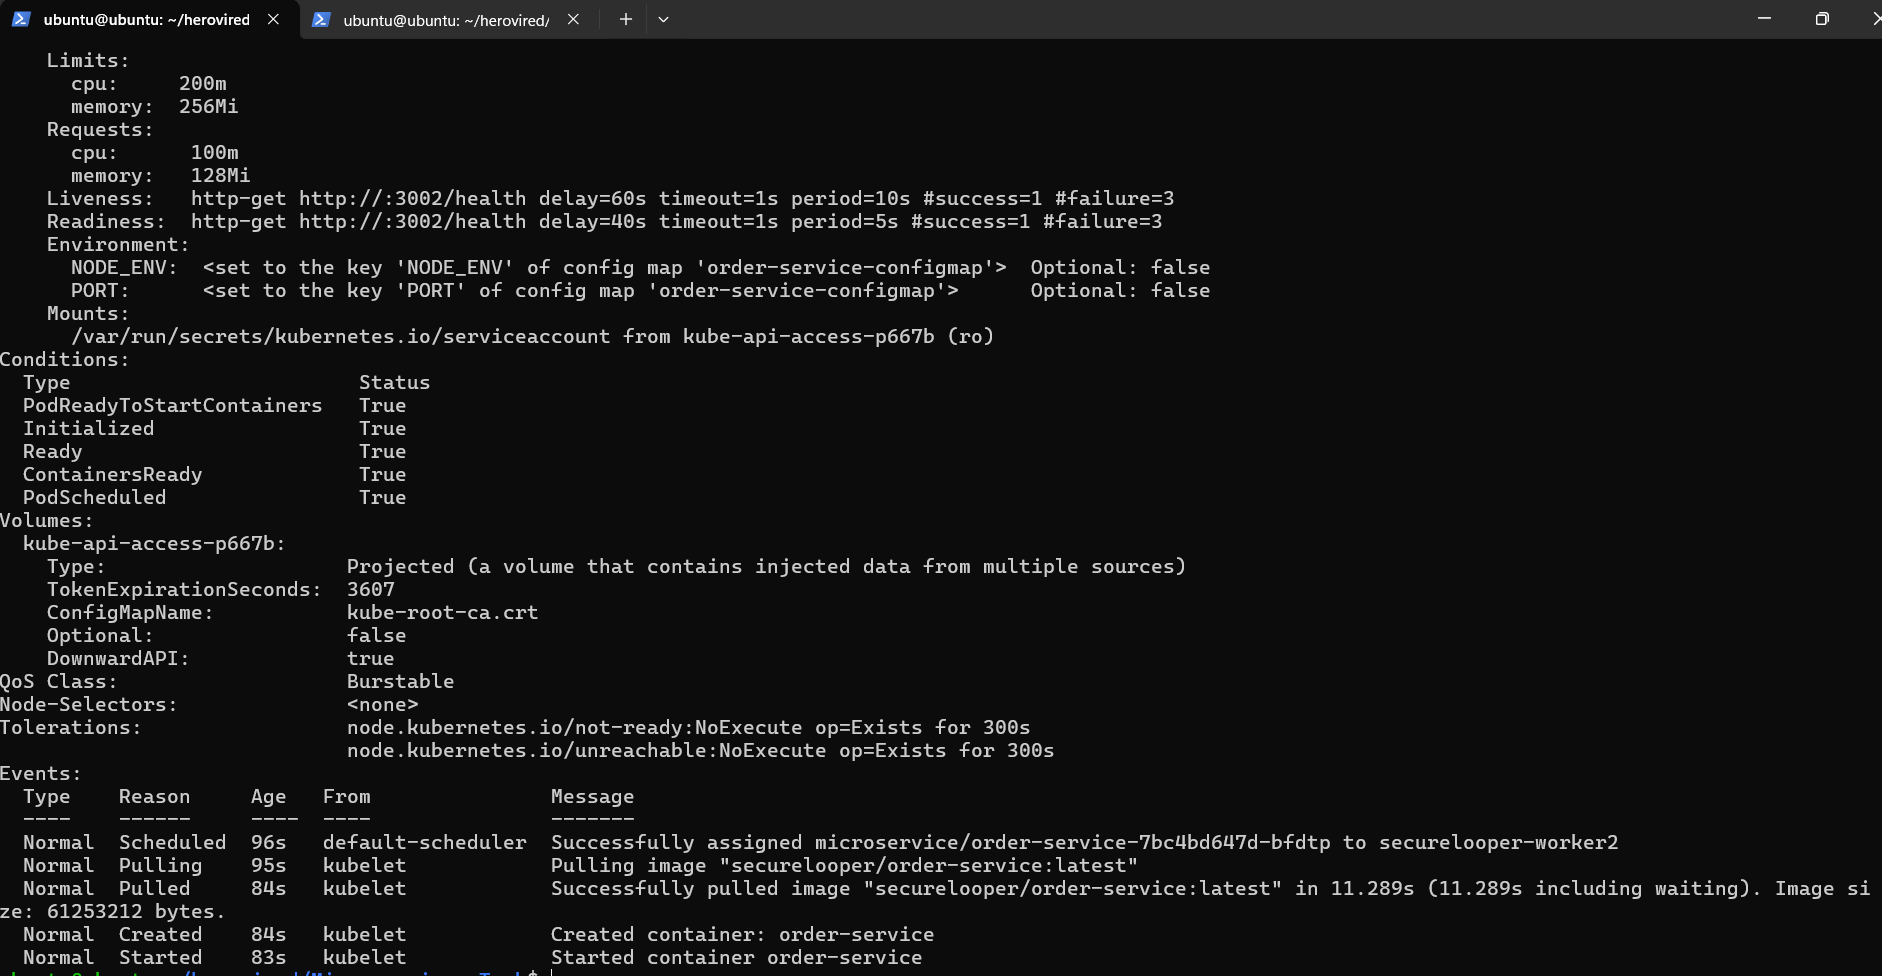 ubuntu@ubuntu: ~/herovired
ubuntu@ubuntu: ~/herovired/
    Limits:
      cpu:     200m
      memory:  256Mi
    Requests:
      cpu:      100m
      memory:   128Mi
    Liveness:   http-get http://:3002/health delay=60s timeout=1s period=10s #success=1 #failure=3
    Readiness:  http-get http://:3002/health delay=40s timeout=1s period=5s #success=1 #failure=3
    Environment:
      NODE_ENV:  <set to the key 'NODE_ENV' of config map 'order-service-configmap'>  Optional: false
      PORT:      <set to the key 'PORT' of config map 'order-service-configmap'>      Optional: false
    Mounts:
      /var/run/secrets/kubernetes.io/serviceaccount from kube-api-access-p667b (ro)
Conditions:
  Type                        Status
  PodReadyToStartContainers   True
  Initialized                 True
  Ready                       True
  ContainersReady             True
  PodScheduled                True
Volumes:
  kube-api-access-p667b:
    Type:                    Projected (a volume that contains injected data from multiple sources)
    TokenExpirationSeconds:  3607
    ConfigMapName:           kube-root-ca.crt
    Optional:                false
    DownwardAPI:             true
QoS Class:                   Burstable
Node-Selectors:              <none>
Tolerations:                 node.kubernetes.io/not-ready:NoExecute op=Exists for 300s
                             node.kubernetes.io/unreachable:NoExecute op=Exists for 300s
Events:
  Type    Reason     Age   From               Message
  ----    ------     ----  ----               -------
  Normal  Scheduled  96s   default-scheduler  Successfully assigned microservice/order-service-7bc4bd647d-bfdtp to securelooper-worker2
  Normal  Pulling    95s   kubelet            Pulling image "securelooper/order-service:latest"
  Normal  Pulled     84s   kubelet            Successfully pulled image "securelooper/order-service:latest" in 11.289s (11.289s including waiting). Image si
ze: 61253212 bytes.
  Normal  Created    84s   kubelet            Created container: order-service
  Normal  Started    83s   kubelet            Started container order-service